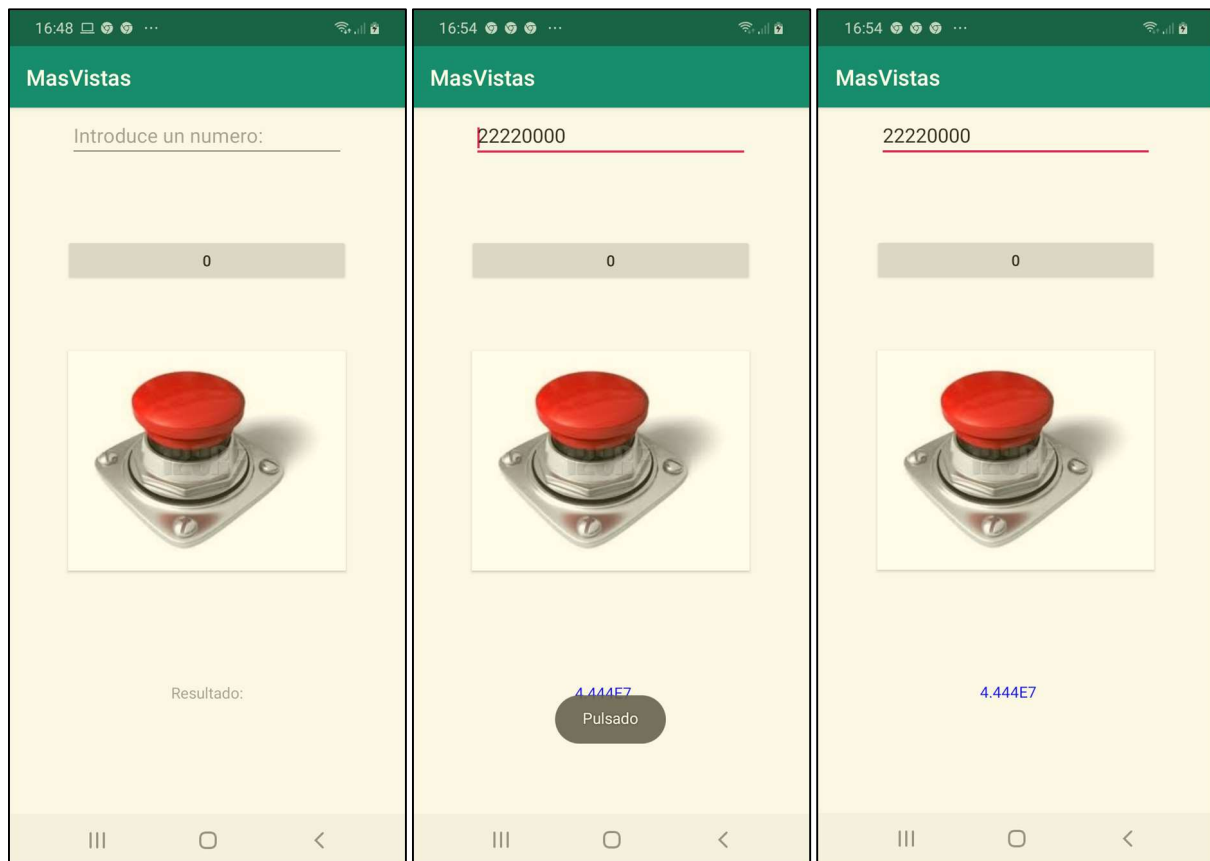 16:48
MasVistas
Introduce un numero:
0
Resultado:
16:54
MasVistas
22220000
0
4.444E7
Pulsado
16:54
MasVistas
22220000
0
4.444E7